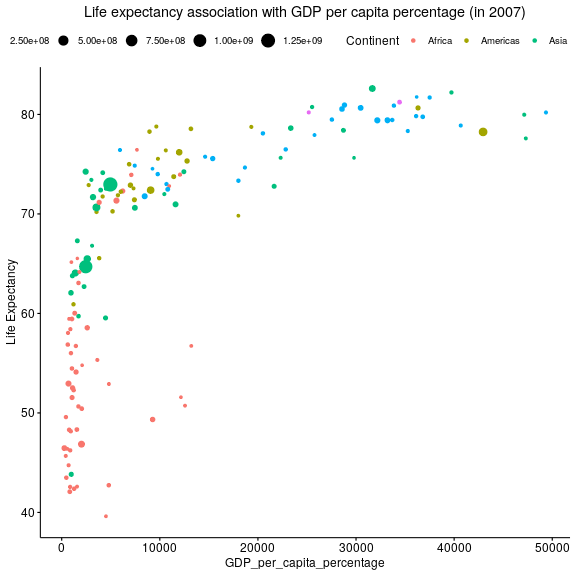 Life expectancy association with GDP per capita percentage (in 2007)
2.50e+08 5.00e+08 7.50e+08 1.00e+09 1.25e+09 Continent Africa Americas Asia
80
70
60
50
40
Life Expectancy
0 10000 20000 30000 40000 50000
GDP_per_capita_percentage